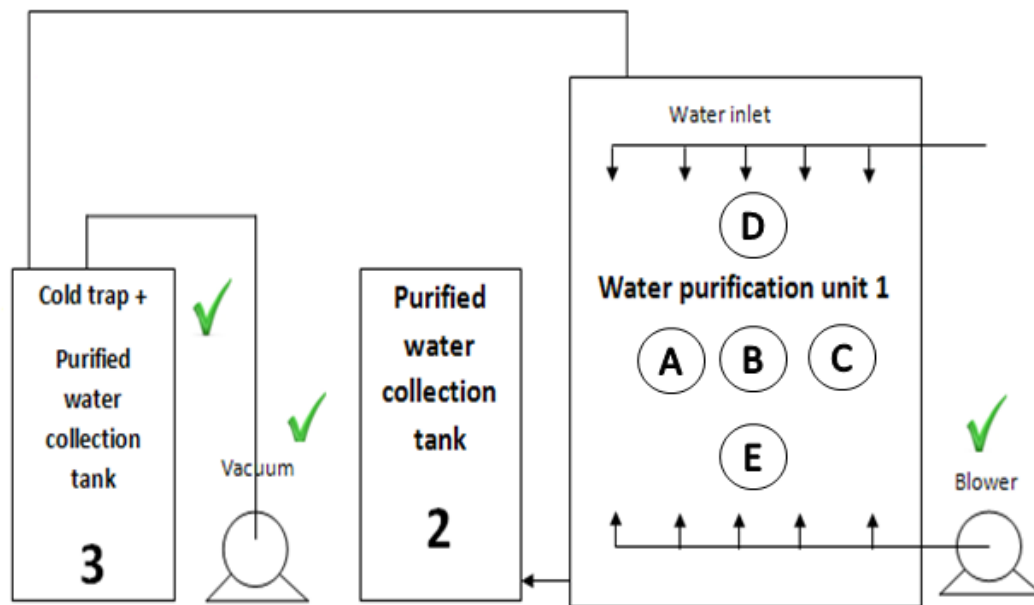 Water inlet
D
Water purification unit 1
A B C
E
Blower
Cold trap +
Purified
water
collection
tank
3
Vacuum
Purified
water
collection
tank
2